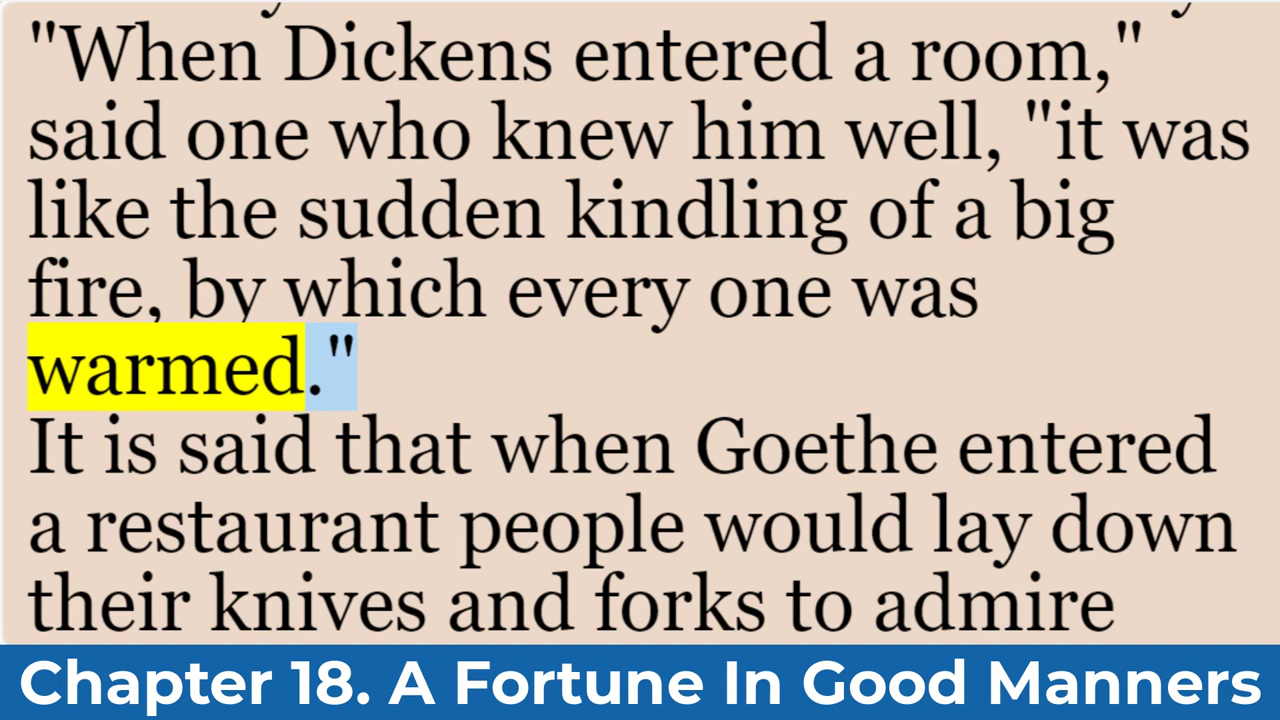 "When Dickens entered a room,"
said one who knew him well, "it was
like the sudden kindling of a big
fire, by which every one was
warmed."
It is said that when Goethe entered
a restaurant people would lay down
their knives and forks to admire
Chapter 18. A Fortune In Good Manners